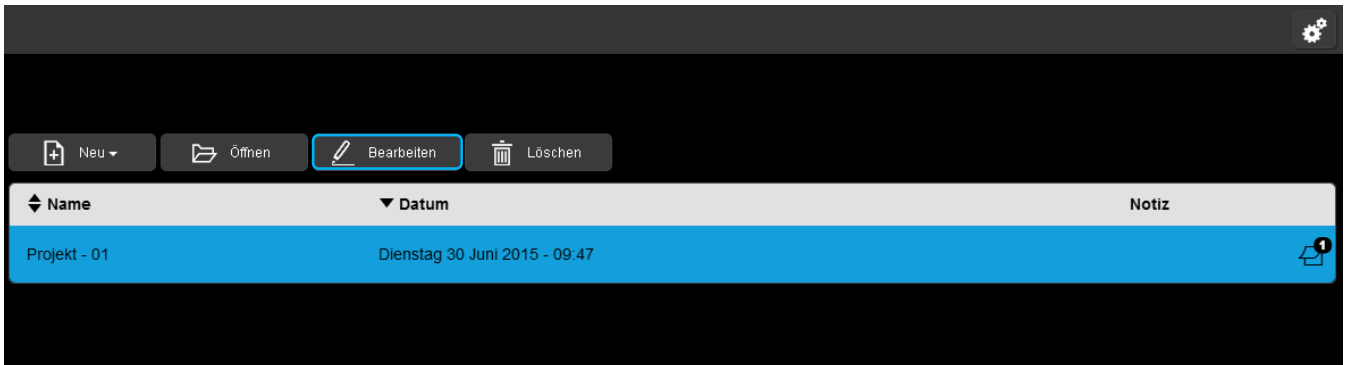 Neu Öffnen Bearbeiten Löschen
Name Datum Notiz
Projekt - 01 Dienstag 30 Juni 2015 - 09:47 1